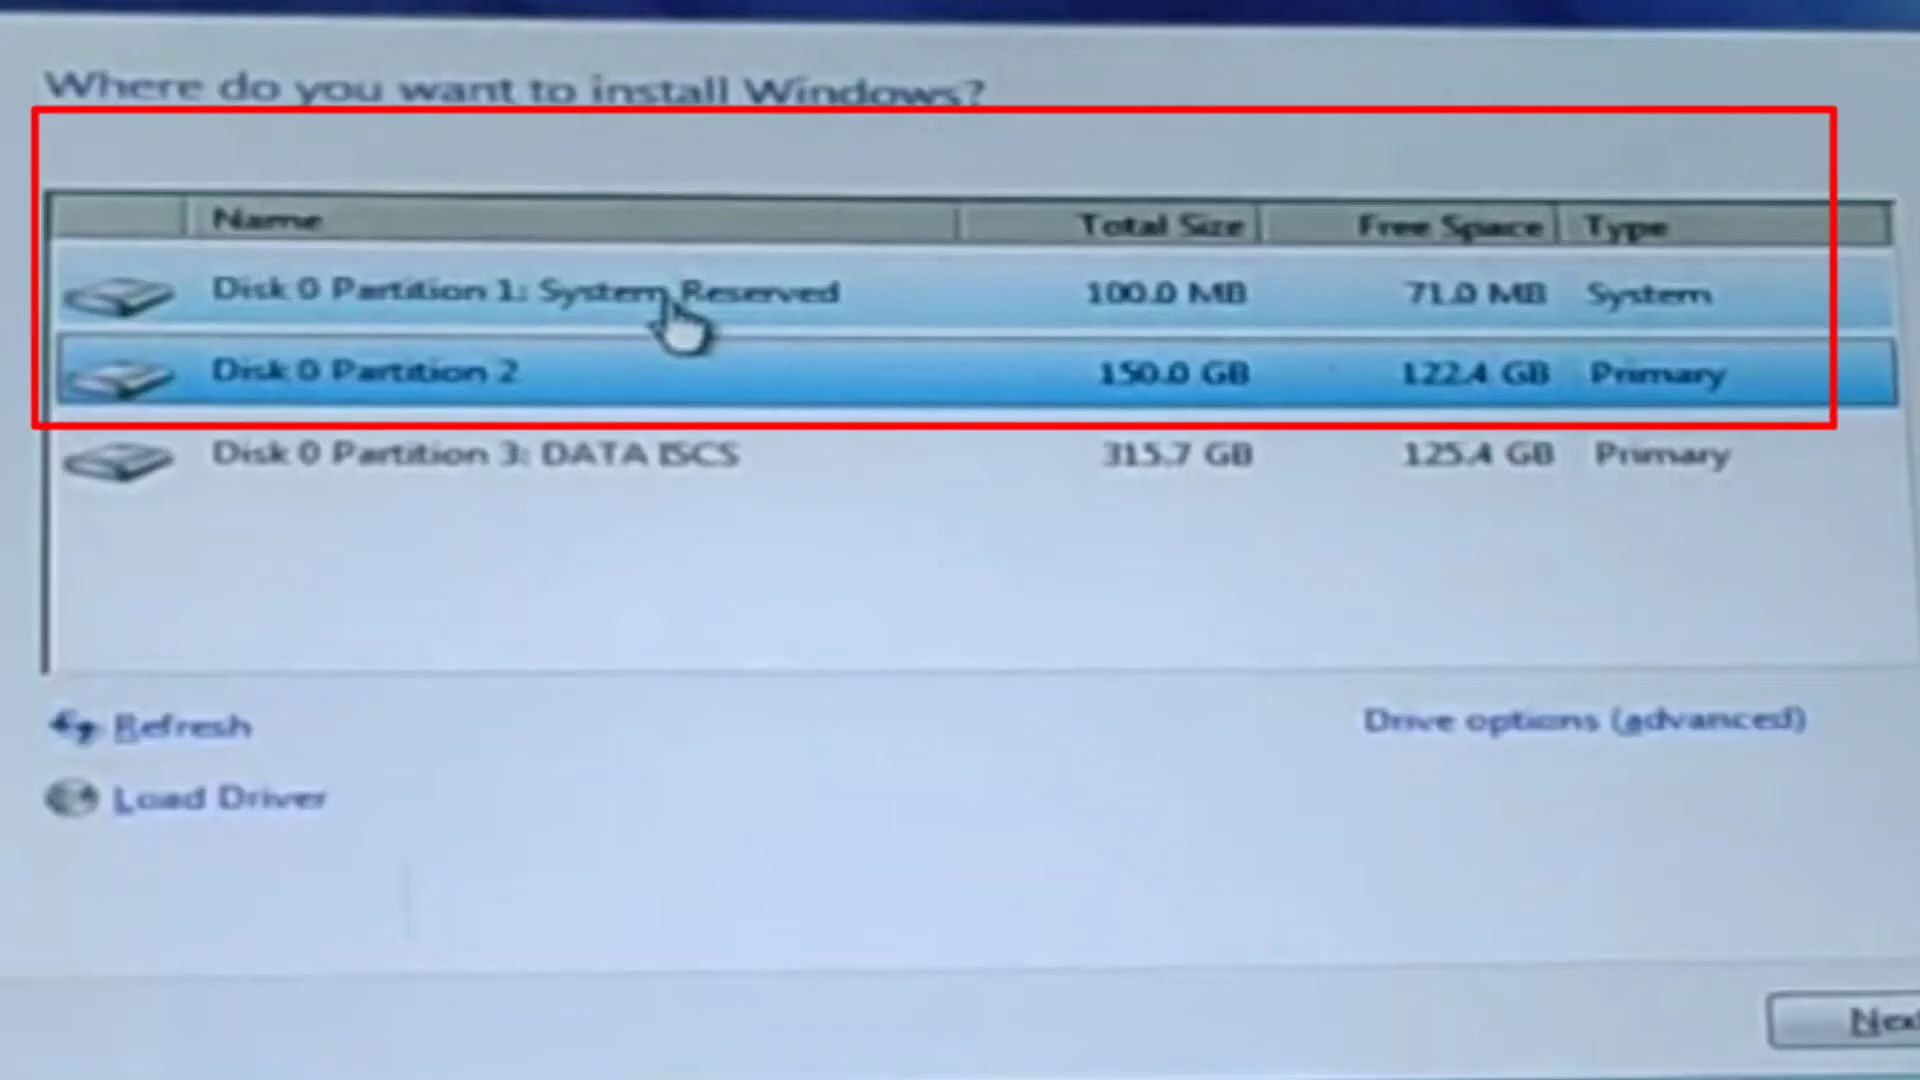 Where do you want to install Windows?
Name Total Size Free Space Type
Disk 0 Partition 1: System Reserved 100.0 MB 71.0 MB System
Disk 0 Partition 2 150.0 GB 122.4 GB Primary
Disk 0 Partition 3: DATA ISCS 315.7 GB 125.4 GB Primary
Refresh Drive options (advanced)
Load Driver
Nex